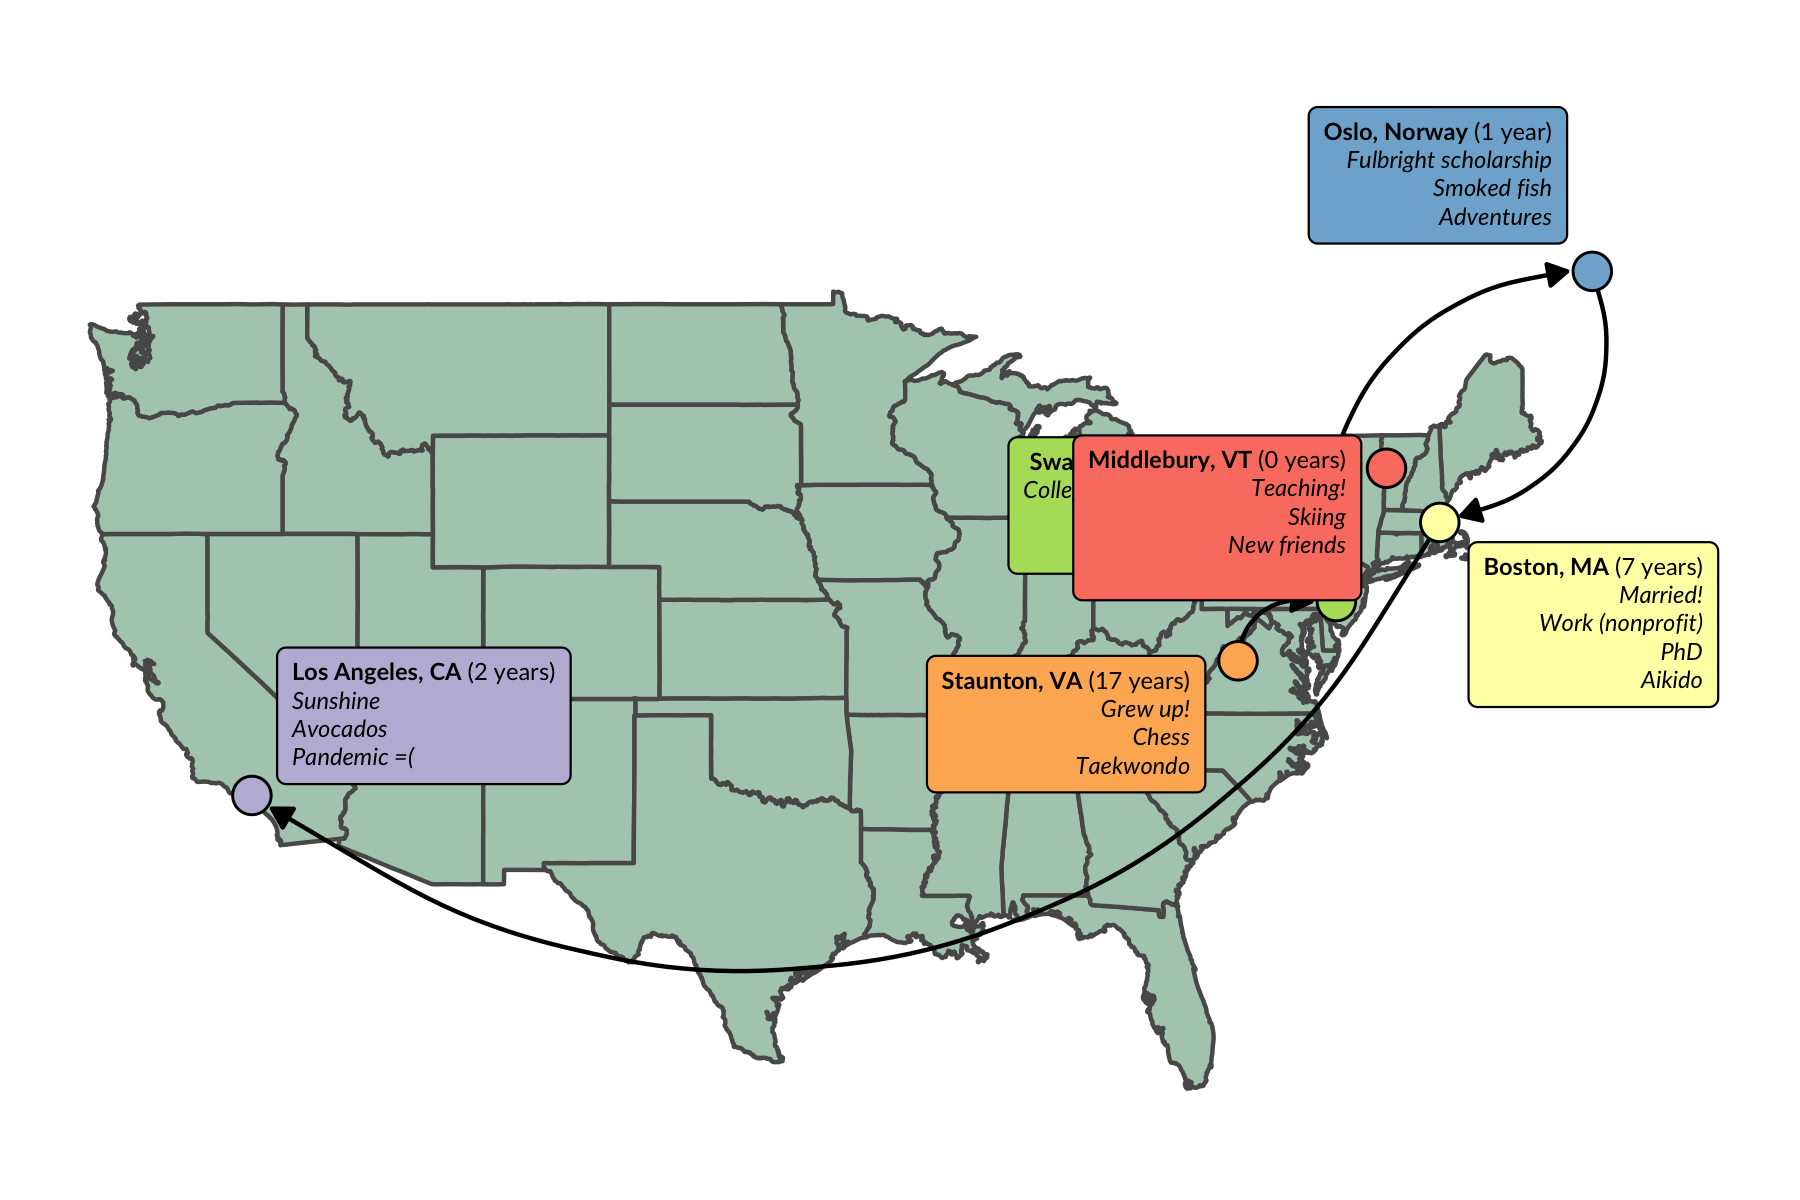 Oslo, Norway (1 year)
Fulbright scholarship
Smoked fish
Adventures
Middlebury, VT (0 years)
Teaching!
Skiing
New friends
Boston, MA (7 years)
Married!
Work (nonprofit)
PhD
Aikido
Los Angeles, CA (2 years)
Sunshine
Avocados
Pandemic =(
Staunton, VA (17 years)
Grew up!
Chess
Taekwondo